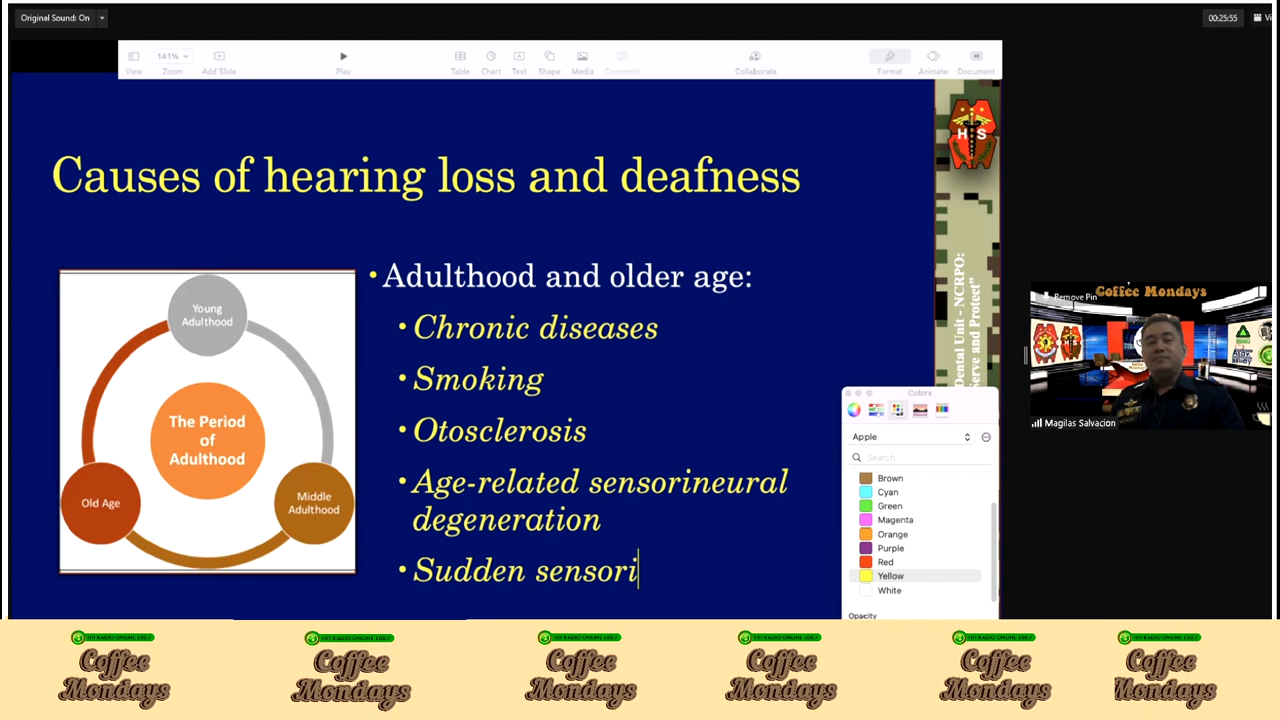 Original Sound: On
00:25:55
Vi
141%
View
Zoom
Add Slide
Play
Table
Chart
Text
Shape
Media
Comment
Collaborate
Format
Animate
Document
Causes of hearing loss and deafness
• Adulthood and older age:
• Chronic diseases
• Smoking
• Otosclerosis
• Age-related sensorineural
degeneration
• Sudden sensori
Young
Adulthood
The Period
of
Adulthood
Old Age
Middle
Adulthood
H S
Dental Unit - NCRPO:
Serve and Protect"
Colors
Apple
Search
Brown
Cyan
Green
Magenta
Orange
Purple
Red
Yellow
White
Opacity
Remove Pin
Coffee Mondays
Magilas Salvacion
Coffee
Mondays
Coffee
Mondays
Coffee
Mondays
Coffee
Mondays
Coffee
Mondays
Coffee
Mondays